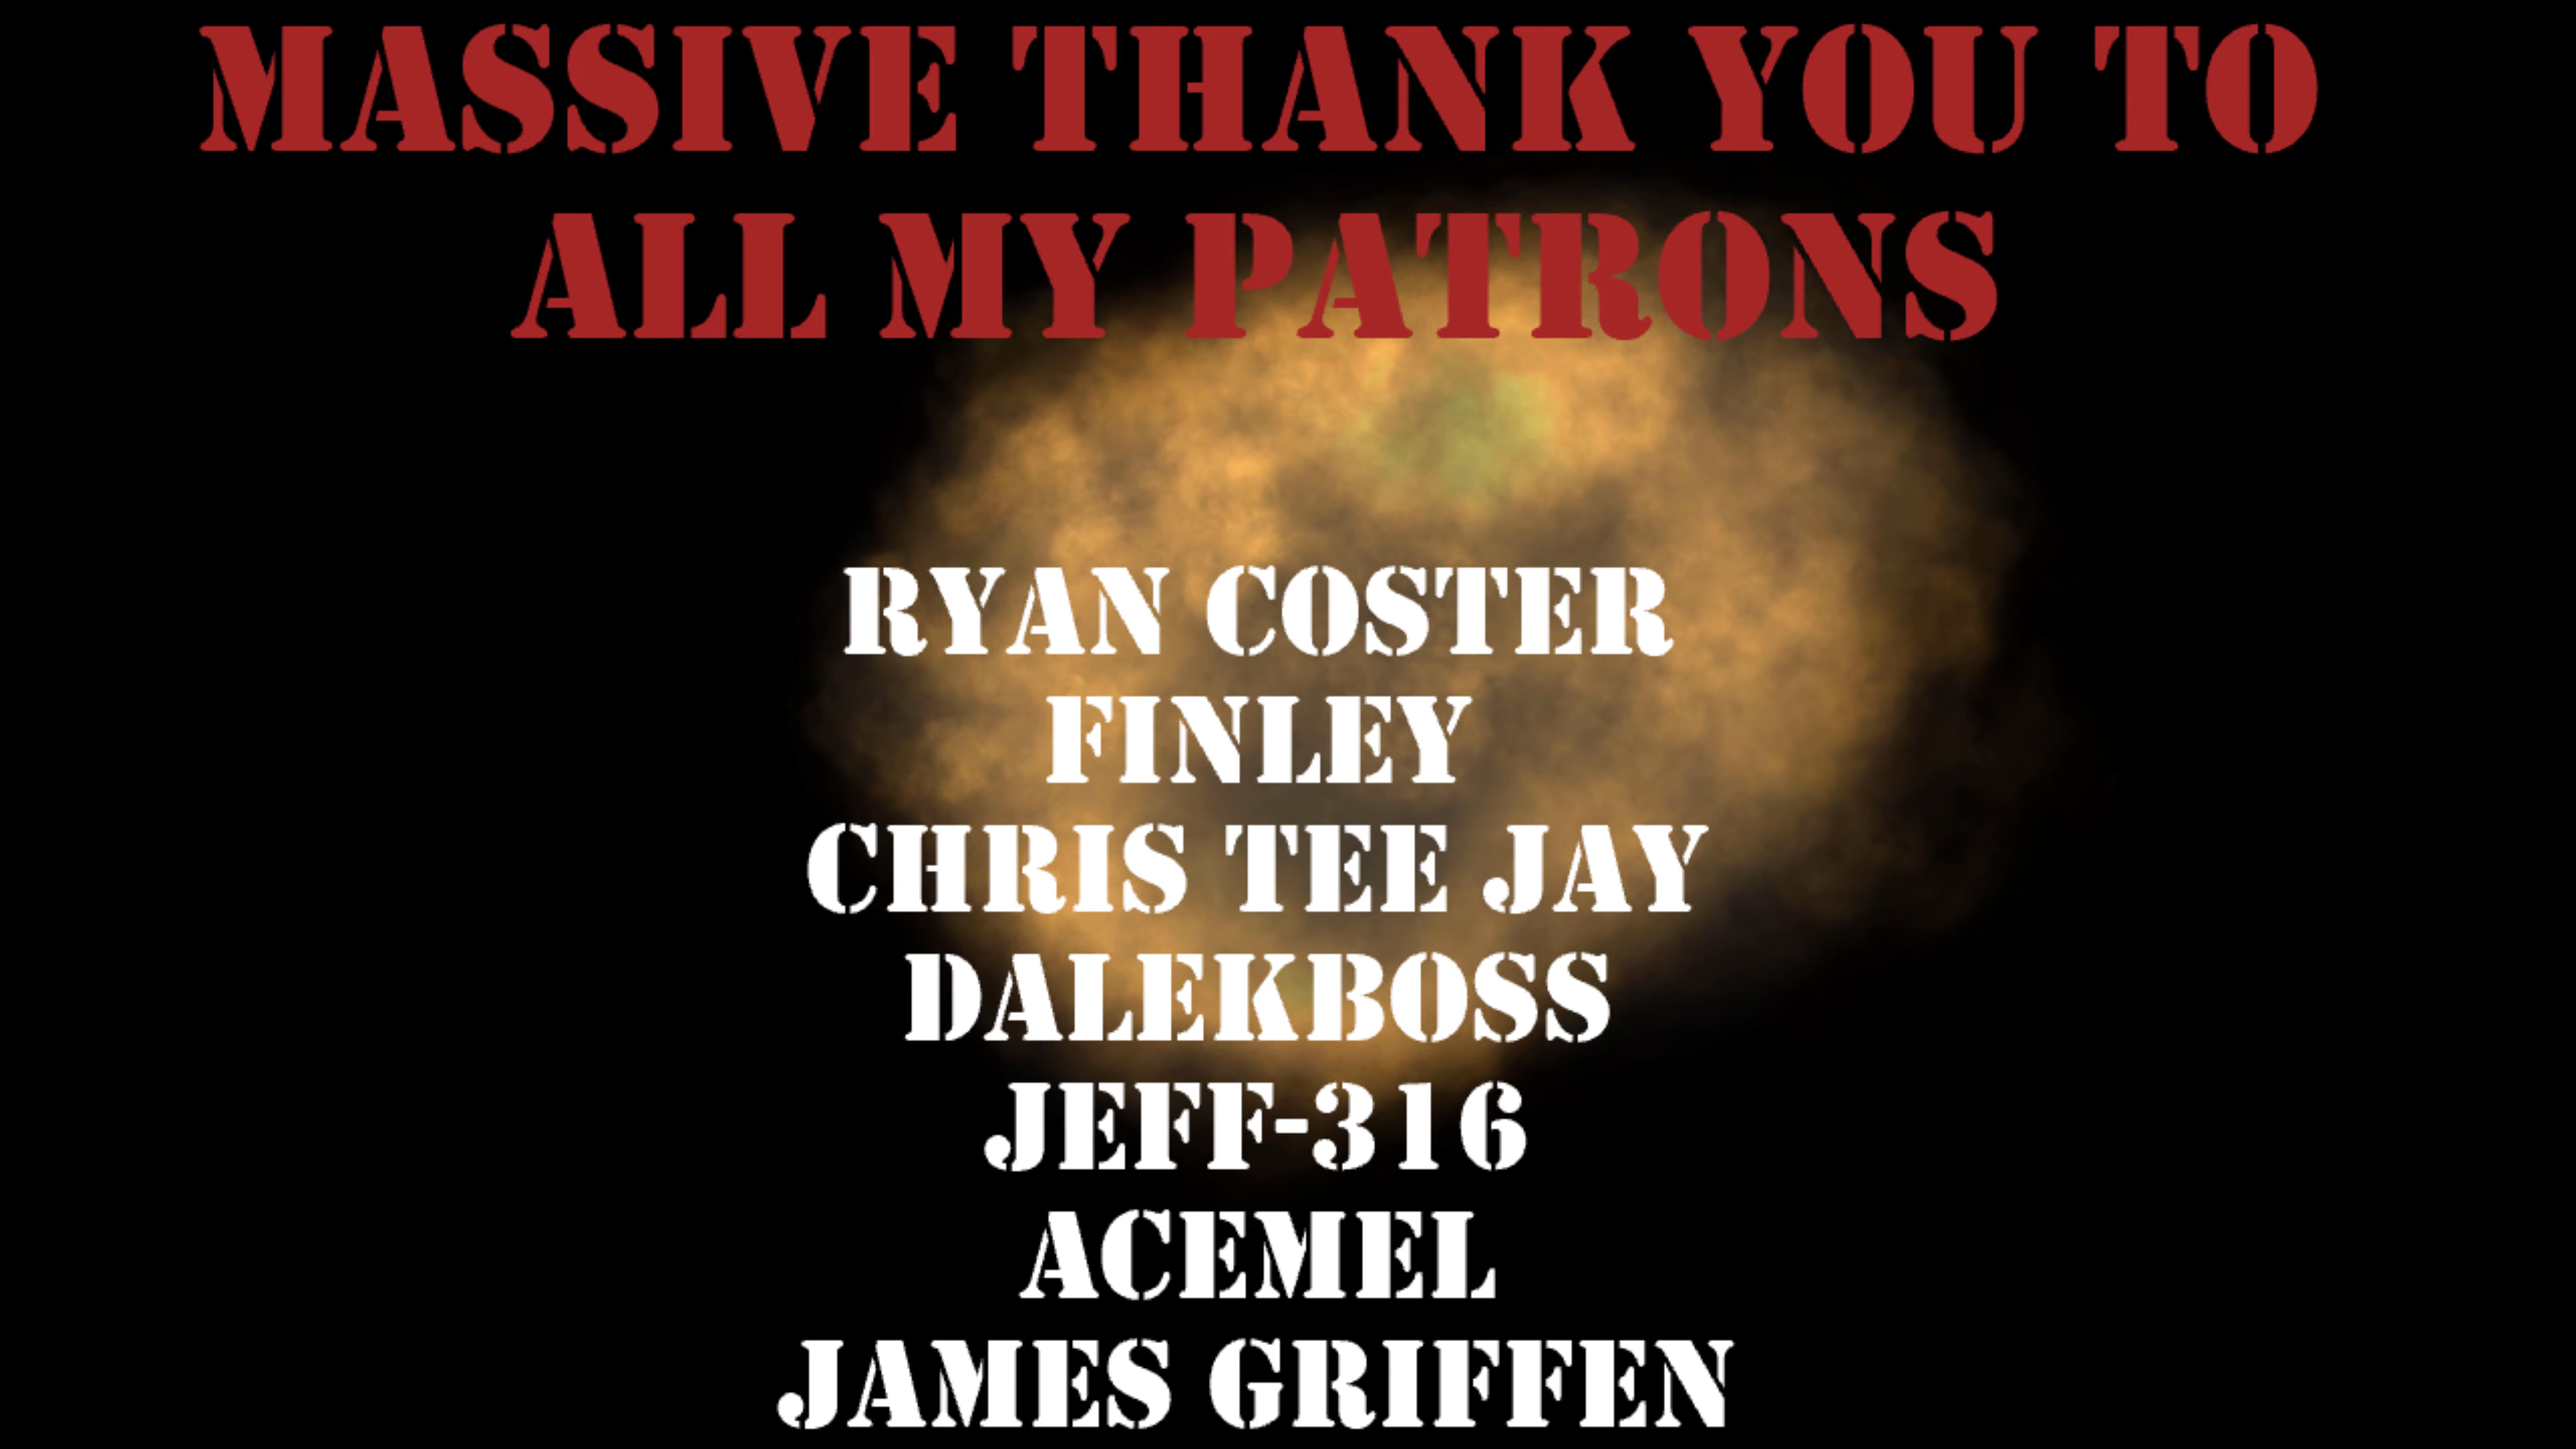 MASSIVE THANK YOU TO
ALL MY PATRONS
RYAN COSTER
FINLEY
CHRIS TEE JAY
DALEKBOSS
JEFF-316
ACEMEL
JAMES GRIFFEN